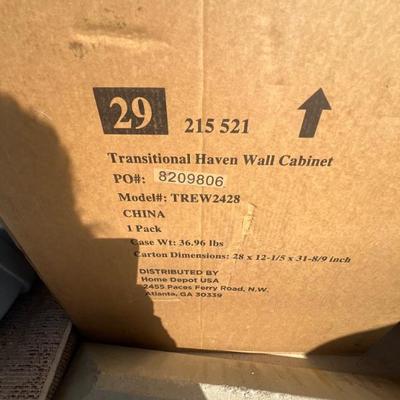 29 215 521
Transitional Haven Wall Cabinet
PO#: 8209806
Model#: TREW2428
CHINA
1 Pack
Case Wt: 36.96 lbs
Carton Dimensions: 28 x 12-1/5 x 31-8/9 inch
DISTRIBUTED BY
Home Depot USA
2455 Paces Ferry Road, N.W.
Atlanta, GA 30339